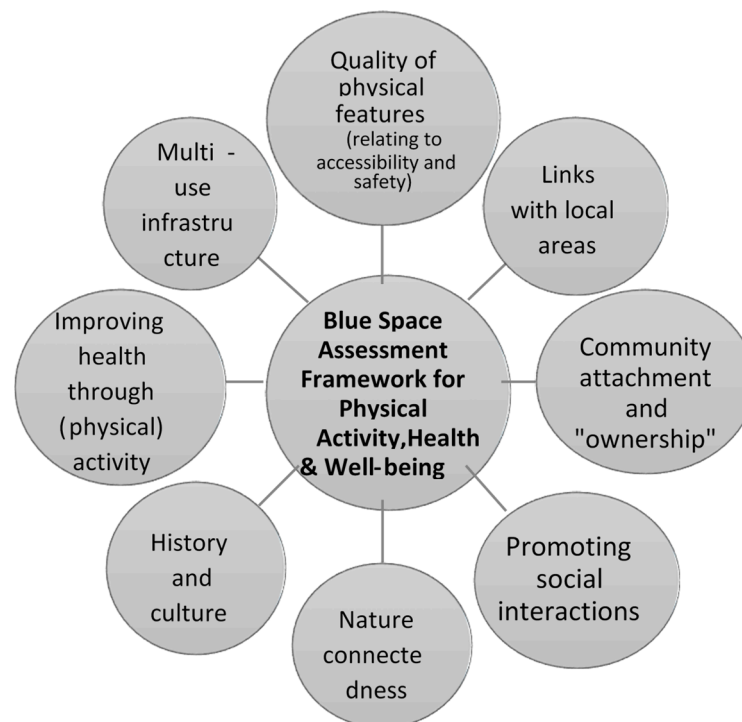 Quality of
physical
features
(relating to
accessibility and
safety)
Multi -
use
infrastru
cture
Links
with local
areas
Improving
health
through
(physical)
activity
Blue Space
Assessment
Framework for
Physical
Activity,Health
& Well-being
Community
attachment
and
"ownership"
History
and
culture
Promoting
social
interactions
Nature
connecte
dness